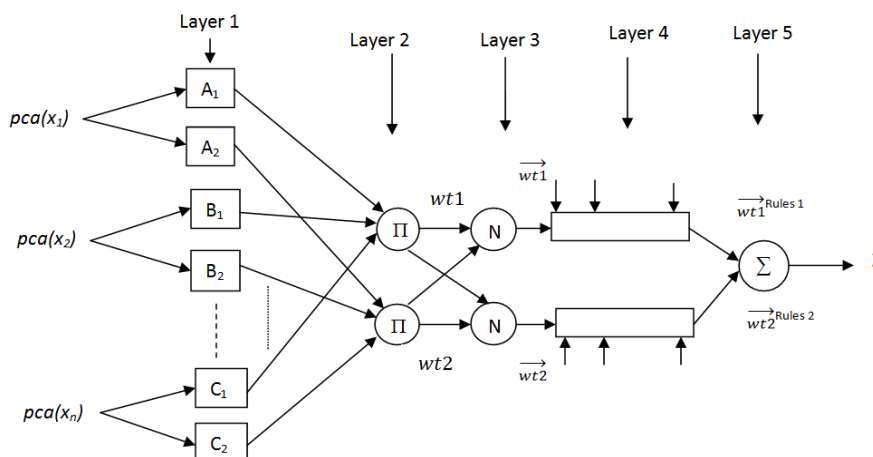 Layer 1
Layer 2
Layer 3
Layer 4
Layer 5
pca(x₁)
A₁
A₂
pca(x₂)
B₁
B₂
pca(xₙ)
C₁
C₂
Π
Π
wt1
wt2
N
N
wt1
wt2
wt1 Rules 1
Σ
wt2 Rules 2